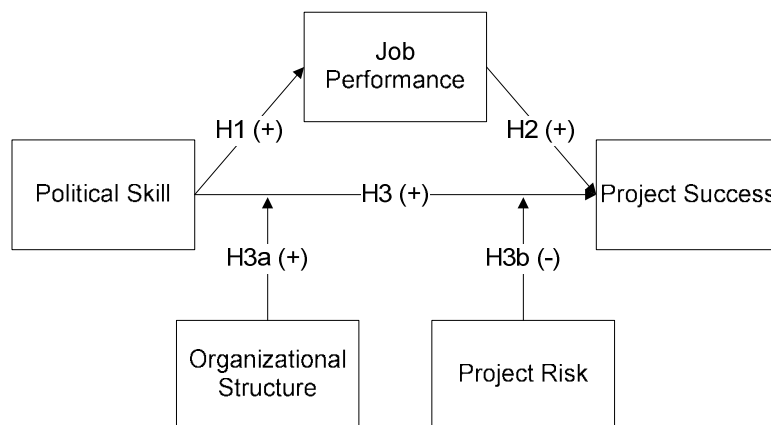 Job
Performance
H1 (+)
H2 (+)
Political Skill
H3 (+)
Project Success
H3a (+)
H3b (-)
Organizational
Structure
Project Risk